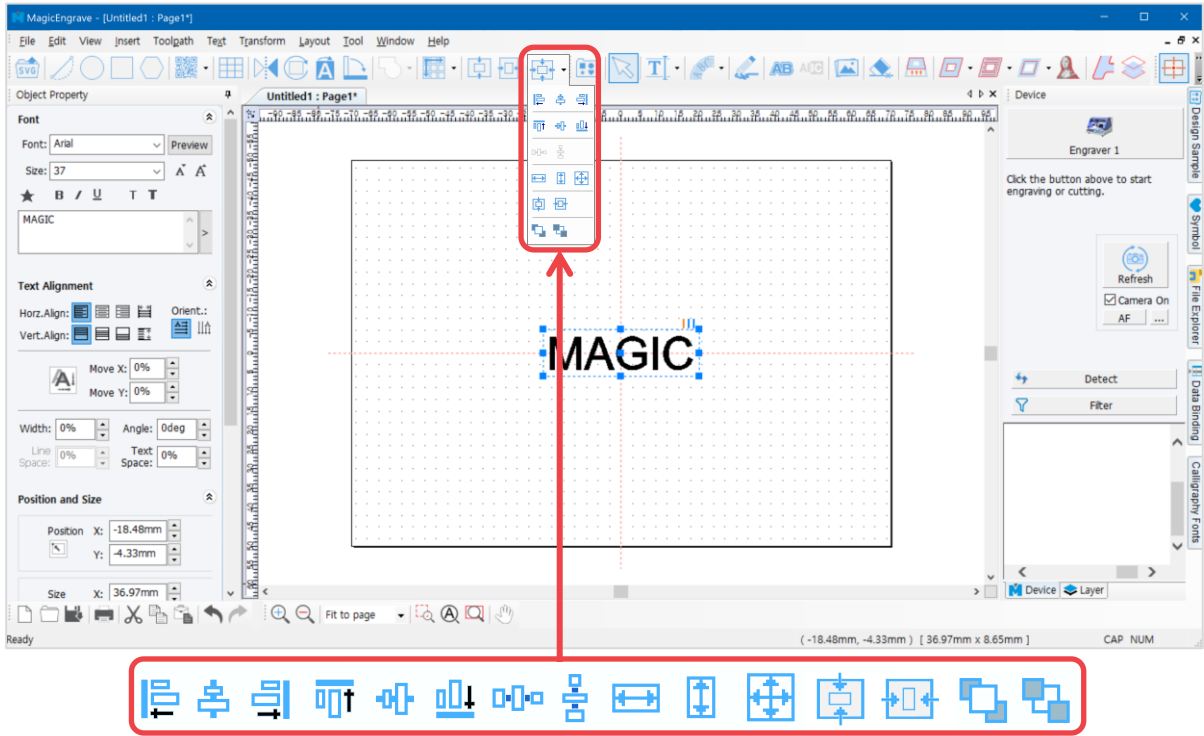 MagicEngrave - [Untitled1 : Page1*]
File Edit View Insert Toolpath Text Transform Layout Tool Window Help
SVG A T AB
Object Property
Untitled1 : Page1*
Device
Font
Font: Arial Preview
Size: 37 A A
B I U T T
MAGIC
>
Text Alignment
Horz.Align: Orient.:
Vert.Align:
Move X: 0%
Move Y: 0%
Width: 0% Angle: 0deg
Line Space: 0% Text Space: 0%
Position and Size
Position X: -18.48mm
Y: -4.33mm
Size X: 36.97mm
MAGIC
Engraver 1
Click the button above to start
engraving or cutting.
Refresh
Camera On
AF ...
Detect
Filter
Device Layer
Design Sample
Symbol
File Explorer
Data Binding
Calligraphy Fonts
Fit to page
Ready
( -18.48mm, -4.33mm ) [ 36.97mm x 8.65mm ] CAP NUM